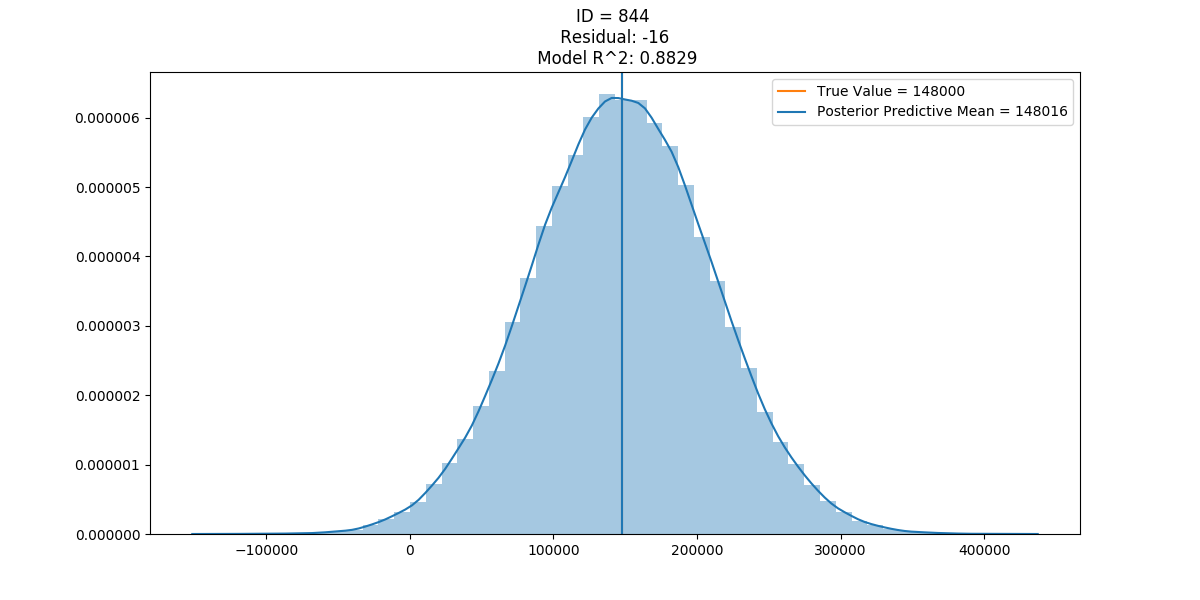 ID = 844
Residual: -16
Model R^2: 0.8829
True Value = 148000
Posterior Predictive Mean = 148016
0.000006
0.000005
0.000004
0.000003
0.000002
0.000001
0.000000
−100000 0 100000 200000 300000 400000